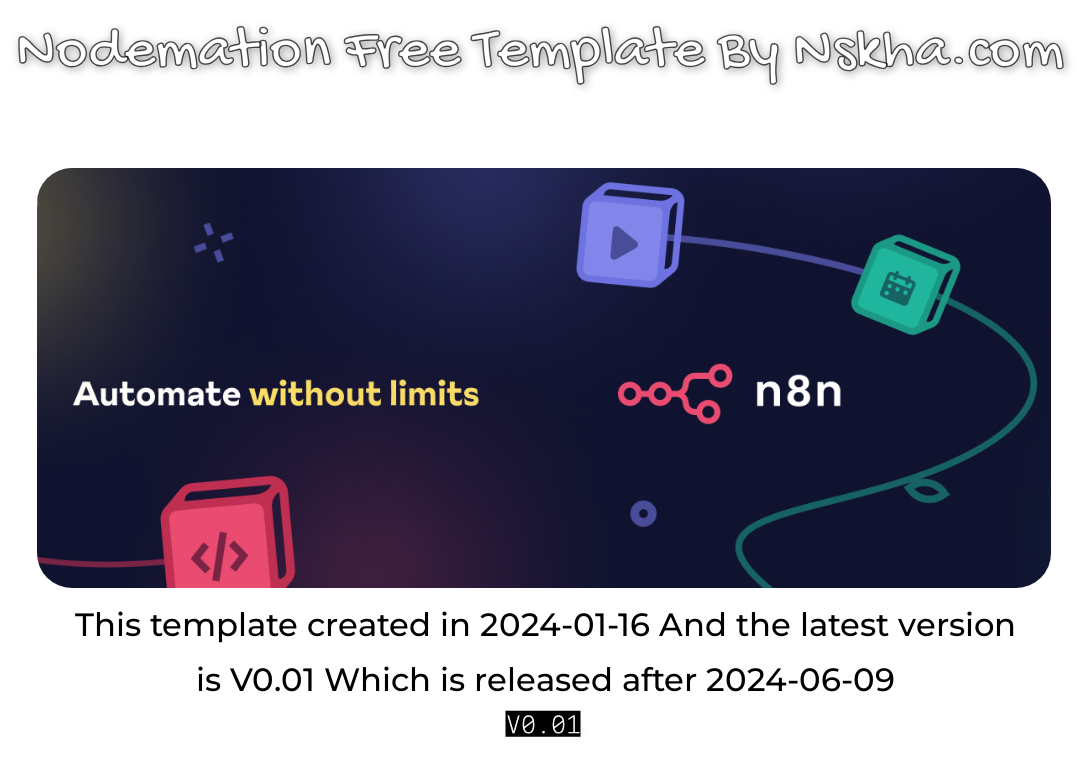 Nodemation Free Template By Nskha.com
Automate without limits
n8n
This template created in 2024-01-16 And the latest version
is V0.01 Which is released after 2024-06-09
V0.01